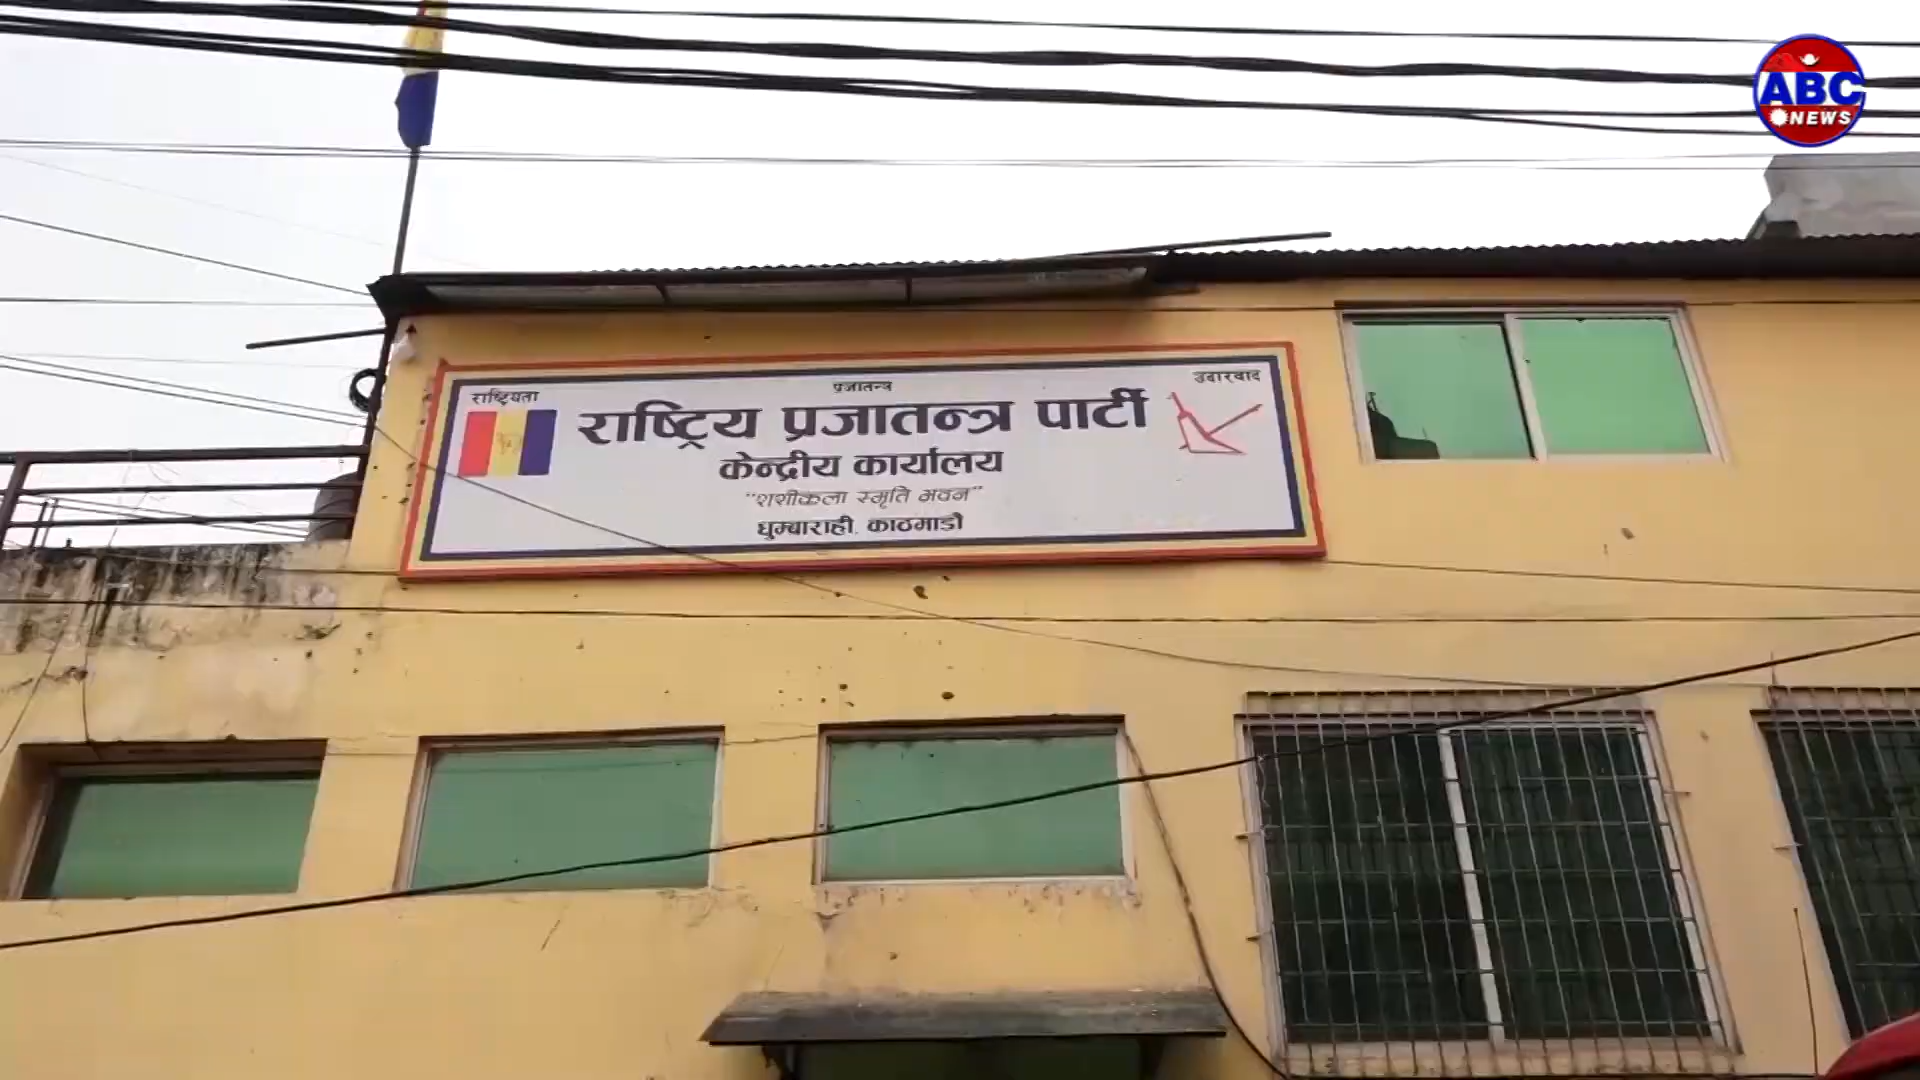 ABC
NEWS
राष्ट्रियता प्रजातन्त्र उदारवाद
राष्ट्रिय प्रजातन्त्र पार्टी
केन्द्रीय कार्यालय
"शशीकला स्मृति भवन"
धुम्बाराही, काठमाडौं